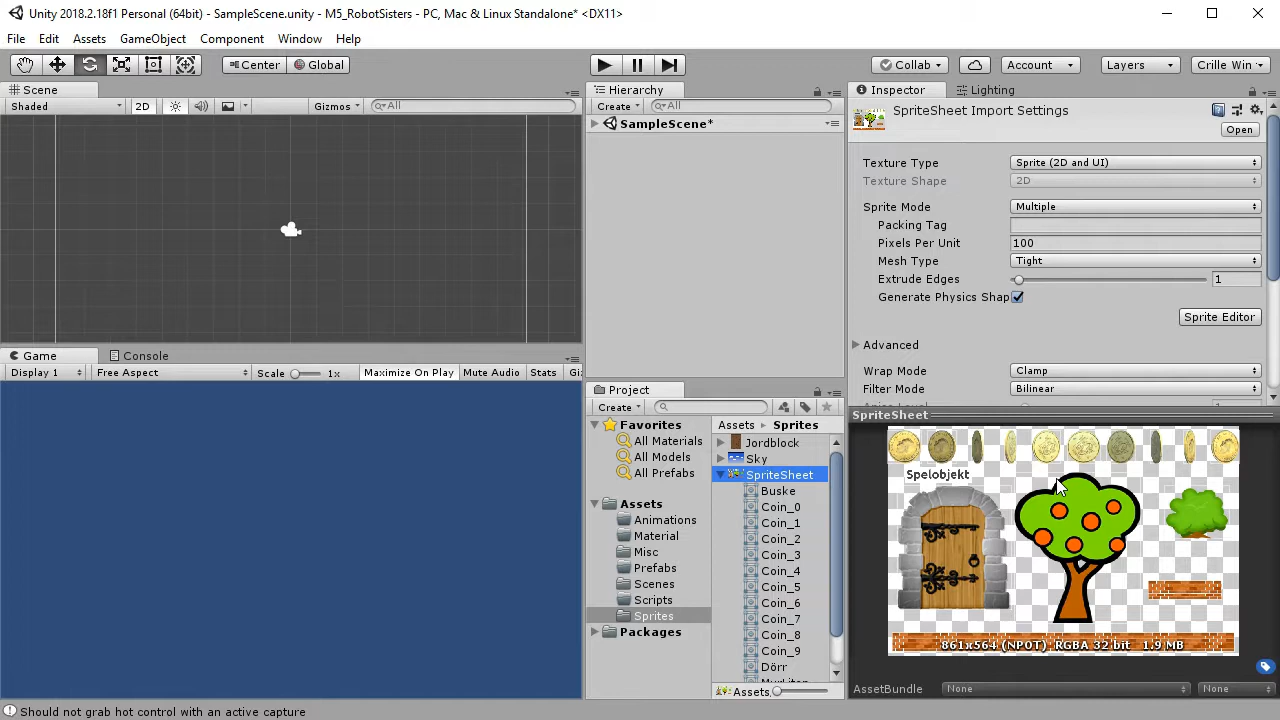 Unity 2018.2.18f1 Personal (64bit) - SampleScene.unity - M5_RobotSisters - PC, Mac & Linux Standalone* <DX11>
File Edit Assets GameObject Component Window Help
Center Global Collab Account Layers Crille Win
Scene
Shaded 2D Gizmos All
Hierarchy
Create All
SampleScene*
Inspector Lighting
SpriteSheet Import Settings
Open
Texture Type Sprite (2D and UI)
Texture Shape 2D
Sprite Mode Multiple
Packing Tag
Pixels Per Unit 100
Mesh Type Tight
Extrude Edges 1
Generate Physics Shap
Sprite Editor
Advanced
Wrap Mode Clamp
Filter Mode Bilinear
Game Console
Display 1 Free Aspect Scale 1x Maximize On Play Mute Audio Stats Gi
Project
Create
Favorites
All Materials
All Models
All Prefabs
Assets
Animations
Material
Misc
Prefabs
Scenes
Scripts
Sprites
Packages
Assets Sprites
Jordblock
Sky
SpriteSheet
Buske
Coin_0
Coin_1
Coin_2
Coin_3
Coin_4
Coin_5
Coin_6
Coin_7
Coin_8
Coin_9
Dörr
Assets,
SpriteSheet
Spelobjekt
861x564 (NPOT) RGBA 32 bit 1.9 MB
AssetBundle None None
Should not grab hot control with an active capture